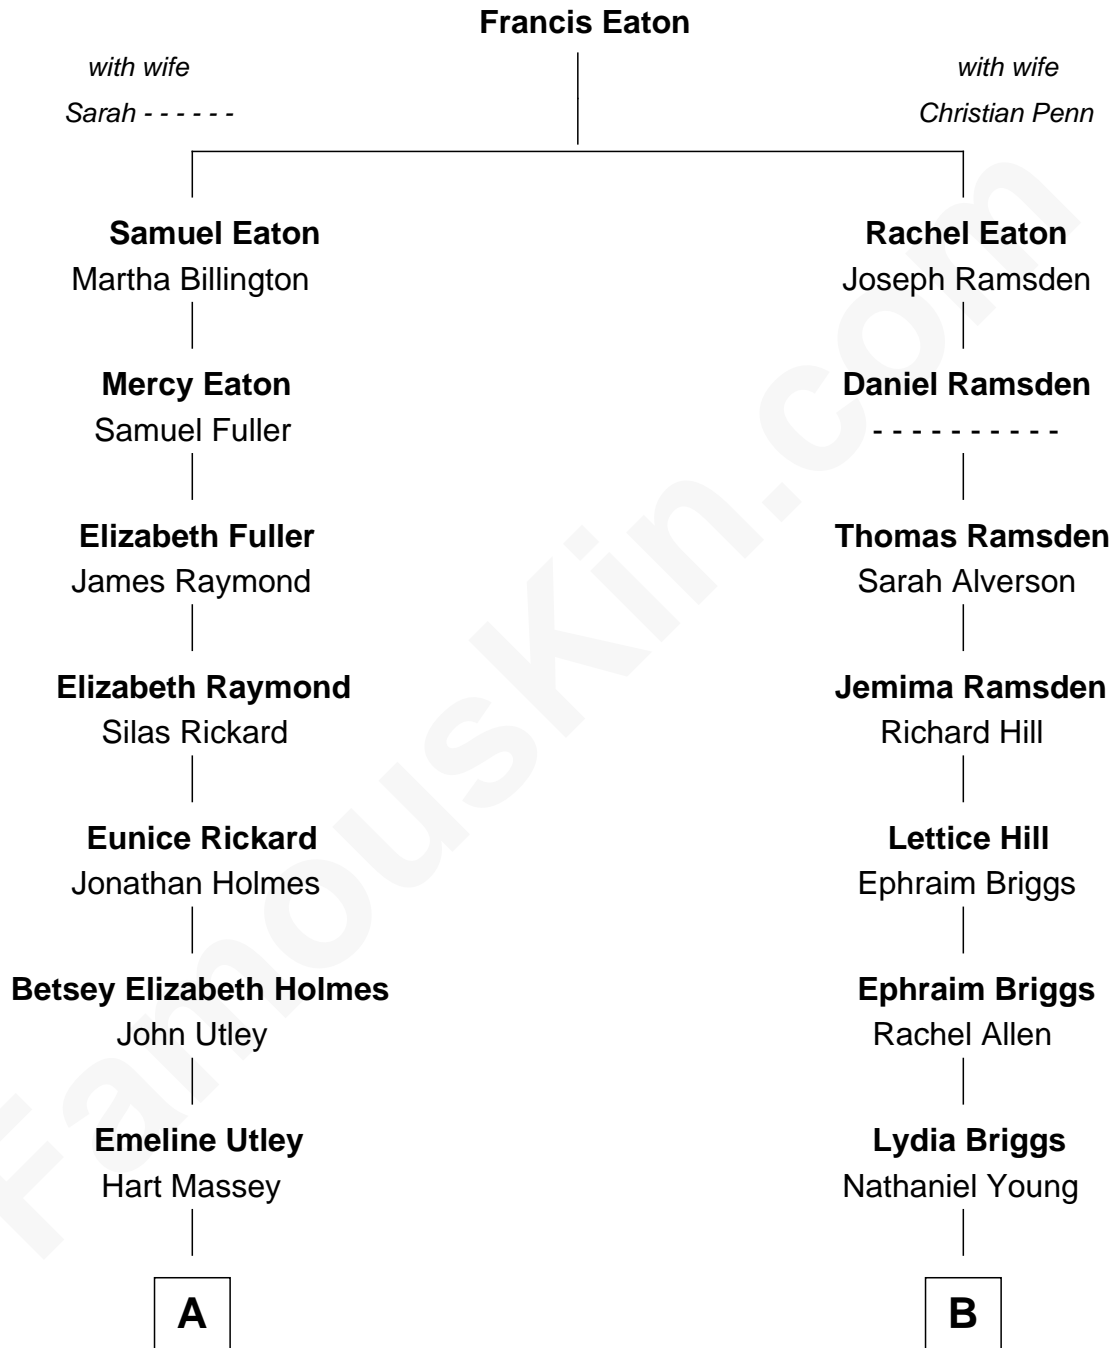 Francis Eaton
with wife
Sarah - - - - - -
with wife
Christian Penn
Samuel Eaton
Martha Billington
Rachel Eaton
Joseph Ramsden
Mercy Eaton
Samuel Fuller
Daniel Ramsden
- - - - - - - - - -
Elizabeth Fuller
James Raymond
Thomas Ramsden
Sarah Alverson
Elizabeth Raymond
Silas Rickard
Jemima Ramsden
Richard Hill
Eunice Rickard
Jonathan Holmes
Lettice Hill
Ephraim Briggs
Betsey Elizabeth Holmes
John Utley
Ephraim Briggs
Rachel Allen
Emeline Utley
Hart Massey
Lydia Briggs
Nathaniel Young
A
B
FamousKin.com